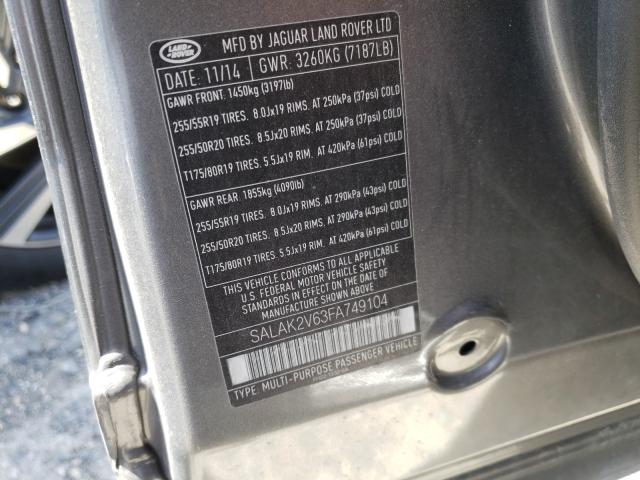 LAND ROVER
MFD BY JAGUAR LAND ROVER LTD
DATE: 11/14 GWR: 3260KG (7187LB)
GAWR FRONT: 1450kg (3197lb)
255/55R19 TIRES. 8.0Jx19 RIMS. AT 250kPa (37psi) COLD
255/50R20 TIRES. 8.5Jx20 RIMS. AT 250kPa (37psi) COLD
T175/80R19 TIRES. 5.5Jx19 RIM. AT 420kPa (61psi) COLD
GAWR REAR: 1855kg (4090lb)
255/55R19 TIRES. 8.0Jx19 RIMS. AT 290kPa (43psi) COLD
255/50R20 TIRES. 8.5Jx20 RIMS. AT 290kPa (43psi) COLD
T175/80R19 TIRES. 5.5Jx19 RIM. AT 420kPa (61psi) COLD
THIS VEHICLE CONFORMS TO ALL APPLICABLE
U.S. FEDERAL MOTOR VEHICLE SAFETY
STANDARDS IN EFFECT ON THE DATE OF
MANUFACTURE SHOWN ABOVE.
SALAK2V63FA749104
TYPE: MULTI-PURPOSE PASSENGER VEHICLE